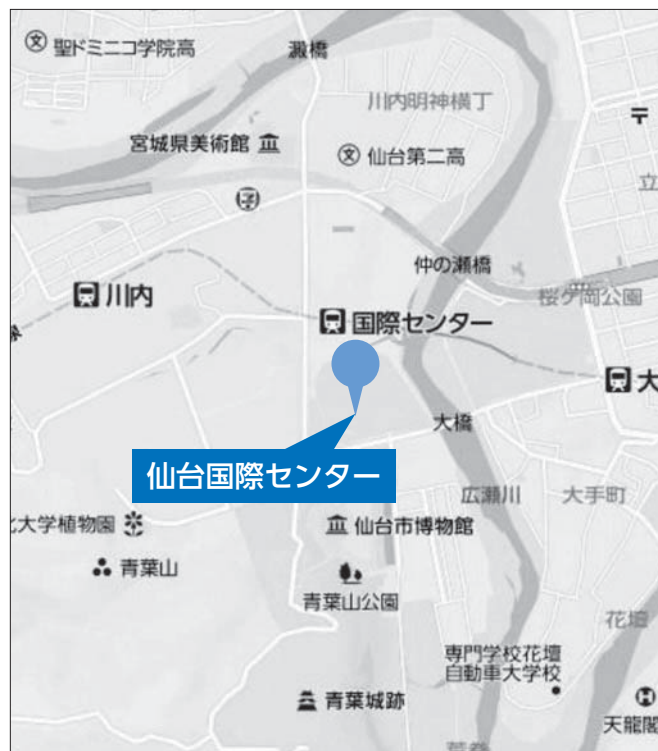 聖ドミニコ学院高
澱橋
川内明神横丁
〒
宮城県美術館
文 仙台第二高
立
仲の瀬橋
川内
桜ケ岡公園
国際センター
大
大橋
仙台国際センター
広瀬川
大手町
大学植物園
仙台市博物館
青葉山
青葉山公園
花壇
専門学校花壇
自動車大学校
青葉城跡
天龍閣